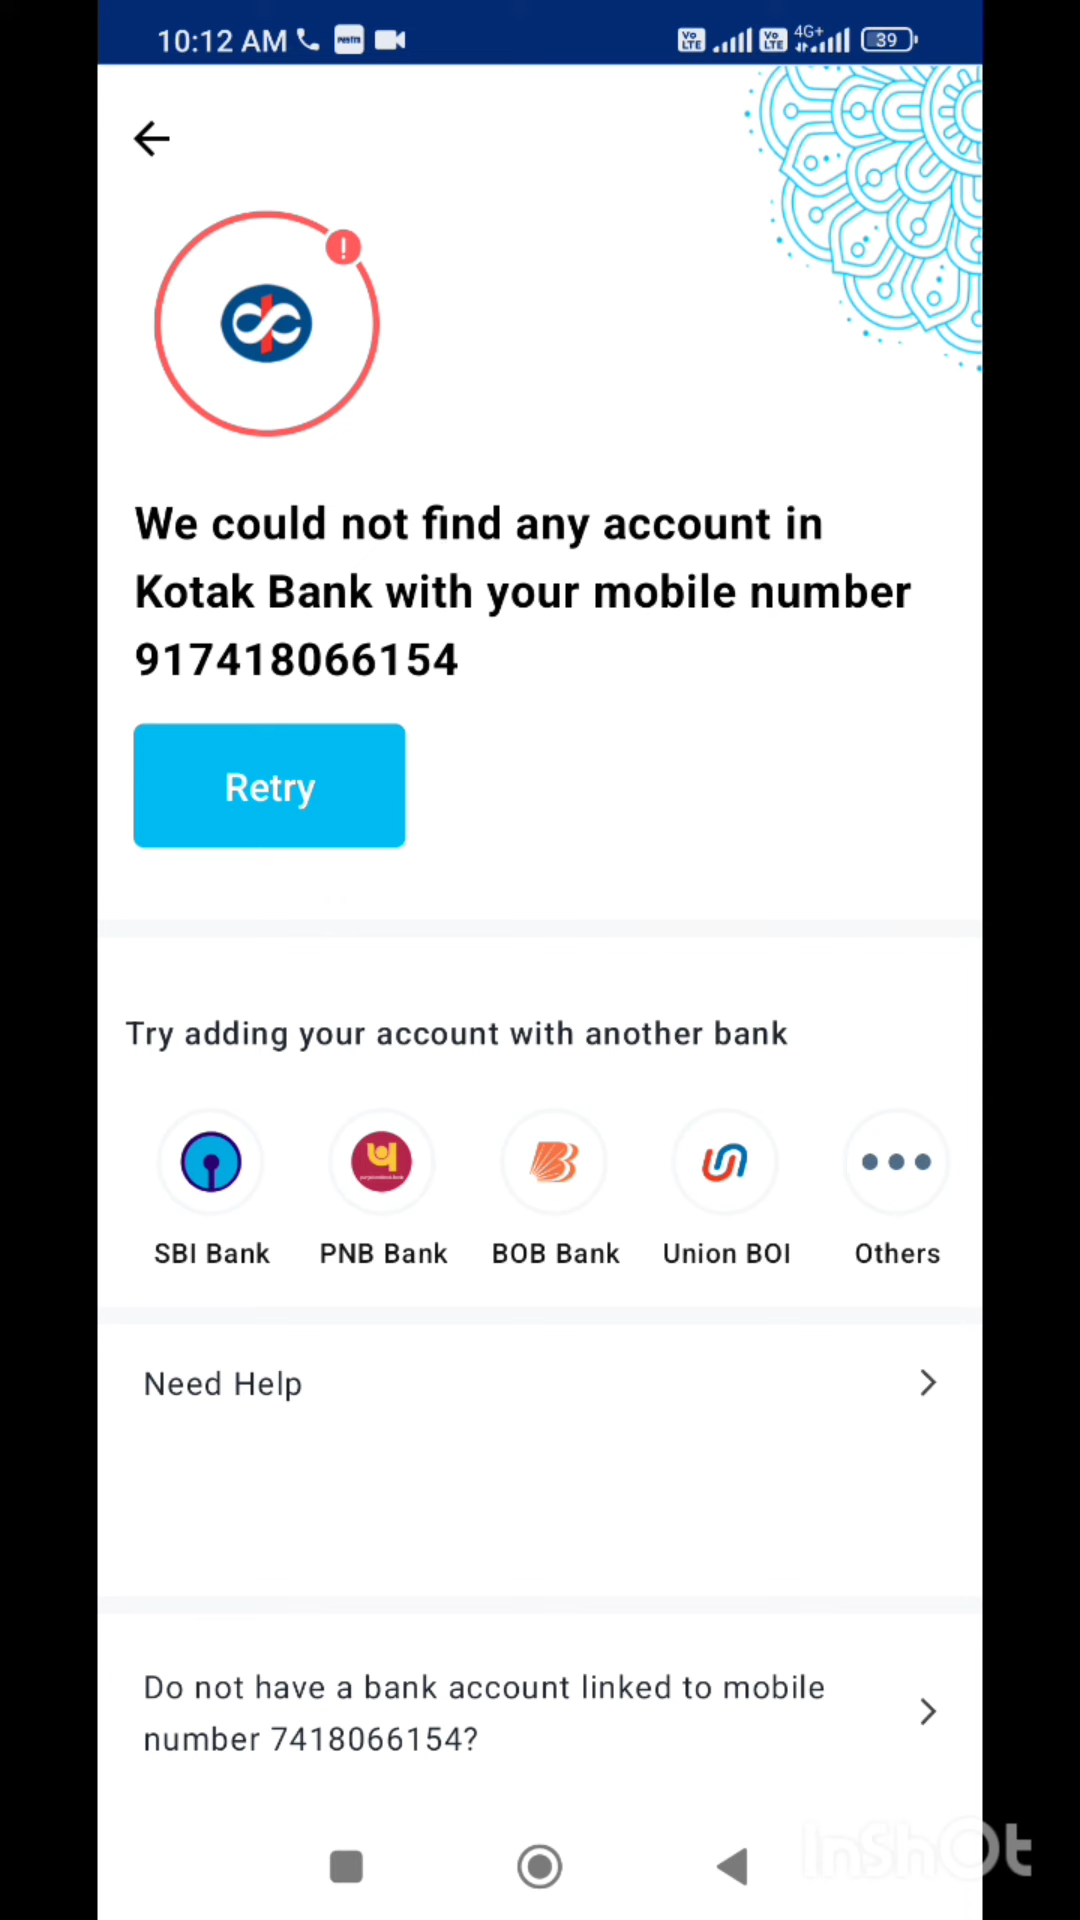 10:12 AM
4G+
39
We could not find any account in
Kotak Bank with your mobile number
917418066154
Retry
Try adding your account with another bank
SBI Bank PNB Bank BOB Bank Union BOI Others
Need Help
Do not have a bank account linked to mobile
number 7418066154?
InShOt